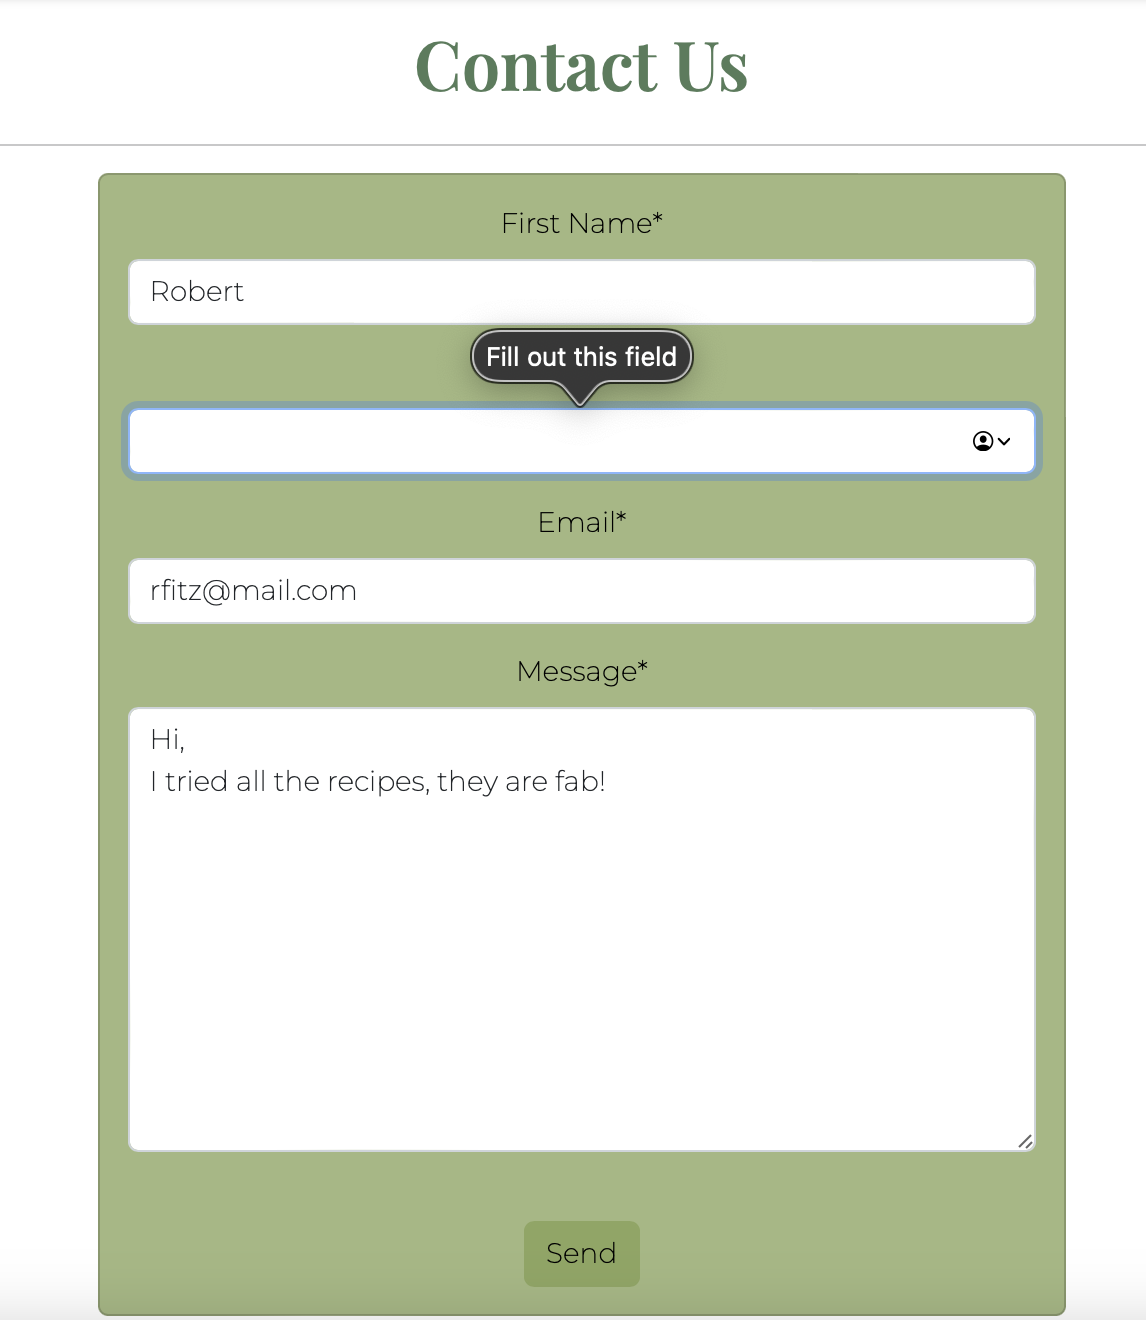 Contact Us
First Name*
Robert
Fill out this field
Email*
rfitz@mail.com
Message*
Hi,
I tried all the recipes, they are fab!
Send